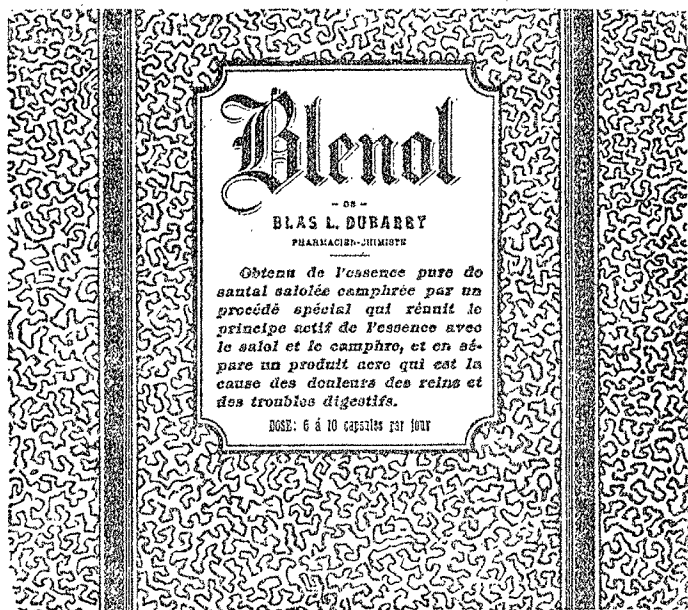 Blenol
- DE -
BLAS L. DUBARRY
PHARMACIEN-CHIMISTE
Obtenu de l'essence pure de
santal salolée camphrée par un
procédé spécial qui réunit le
principe actif de l'essence avec
le salol et le camphre, et en sé-
pare un produit acre qui est la
cause des douleurs des reins et
des troubles digestifs.
DOSE: 6 á 10 capsules par jour